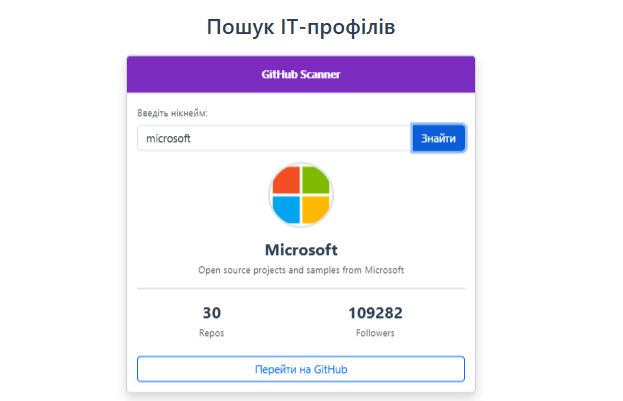 Пошук ІТ-профілів
GitHub Scanner
Введіть нікнейм:
microsoft
Знайти
Microsoft
Open source projects and samples from Microsoft
30 109282
Repos Followers
Перейти на GitHub